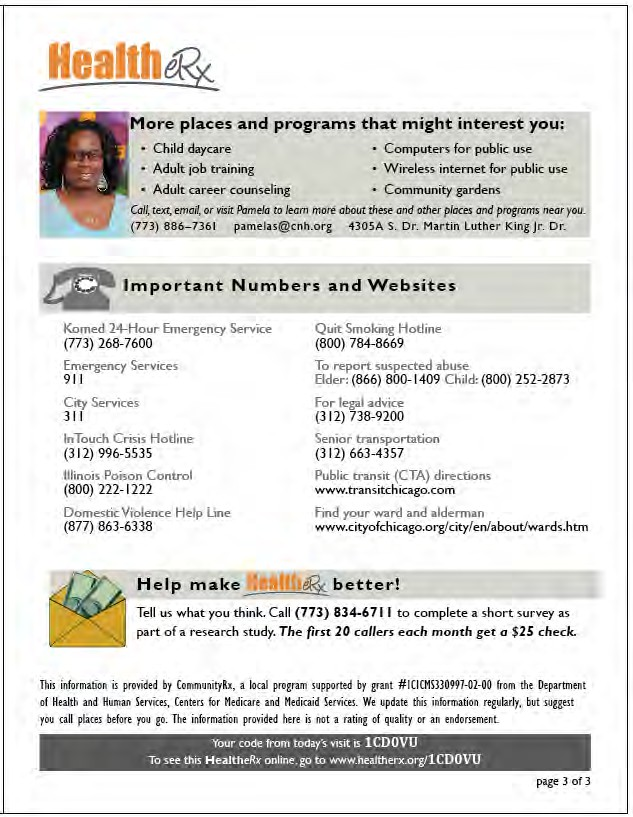 HealtheRx
More places and programs that might interest you:
• Child daycare
• Adult job training
• Adult career counseling
• Computers for public use
• Wireless internet for public use
• Community gardens
Call, text, email, or visit Pamela to learn more about these and other places and programs near you.
(773) 886–7361 pamelas@cnh.org 4305A S. Dr. Martin Luther King Jr. Dr.
Important Numbers and Websites
Komed 24-Hour Emergency Service
(773) 268-7600
Emergency Services
911
City Services
311
InTouch Crisis Hotline
(312) 996-5535
Illinois Poison Control
(800) 222-1222
Domestic Violence Help Line
(877) 863-6338
Quit Smoking Hotline
(800) 784-8669
To report suspected abuse
Elder: (866) 800-1409 Child: (800) 252-2873
For legal advice
(312) 738-9200
Senior transportation
(312) 663-4357
Public transit (CTA) directions
www.transitchicago.com
Find your ward and alderman
www.cityofchicago.org/city/en/about/wards.htm
Help make HealtheRx better!
Tell us what you think. Call (773) 834-6711 to complete a short survey as
part of a research study. The first 20 callers each month get a $25 check.
This information is provided by CommunityRx, a local program supported by grant #1C1CMS330997-02-00 from the Department
of Health and Human Services, Centers for Medicare and Medicaid Services. We update this information regularly, but suggest
you call places before you go. The information provided here is not a rating of quality or an endorsement.
Your code from today's visit is 1CD0VU
To see this HealtheRx online, go to www.healtherx.org/1CD0VU
page 3 of 3